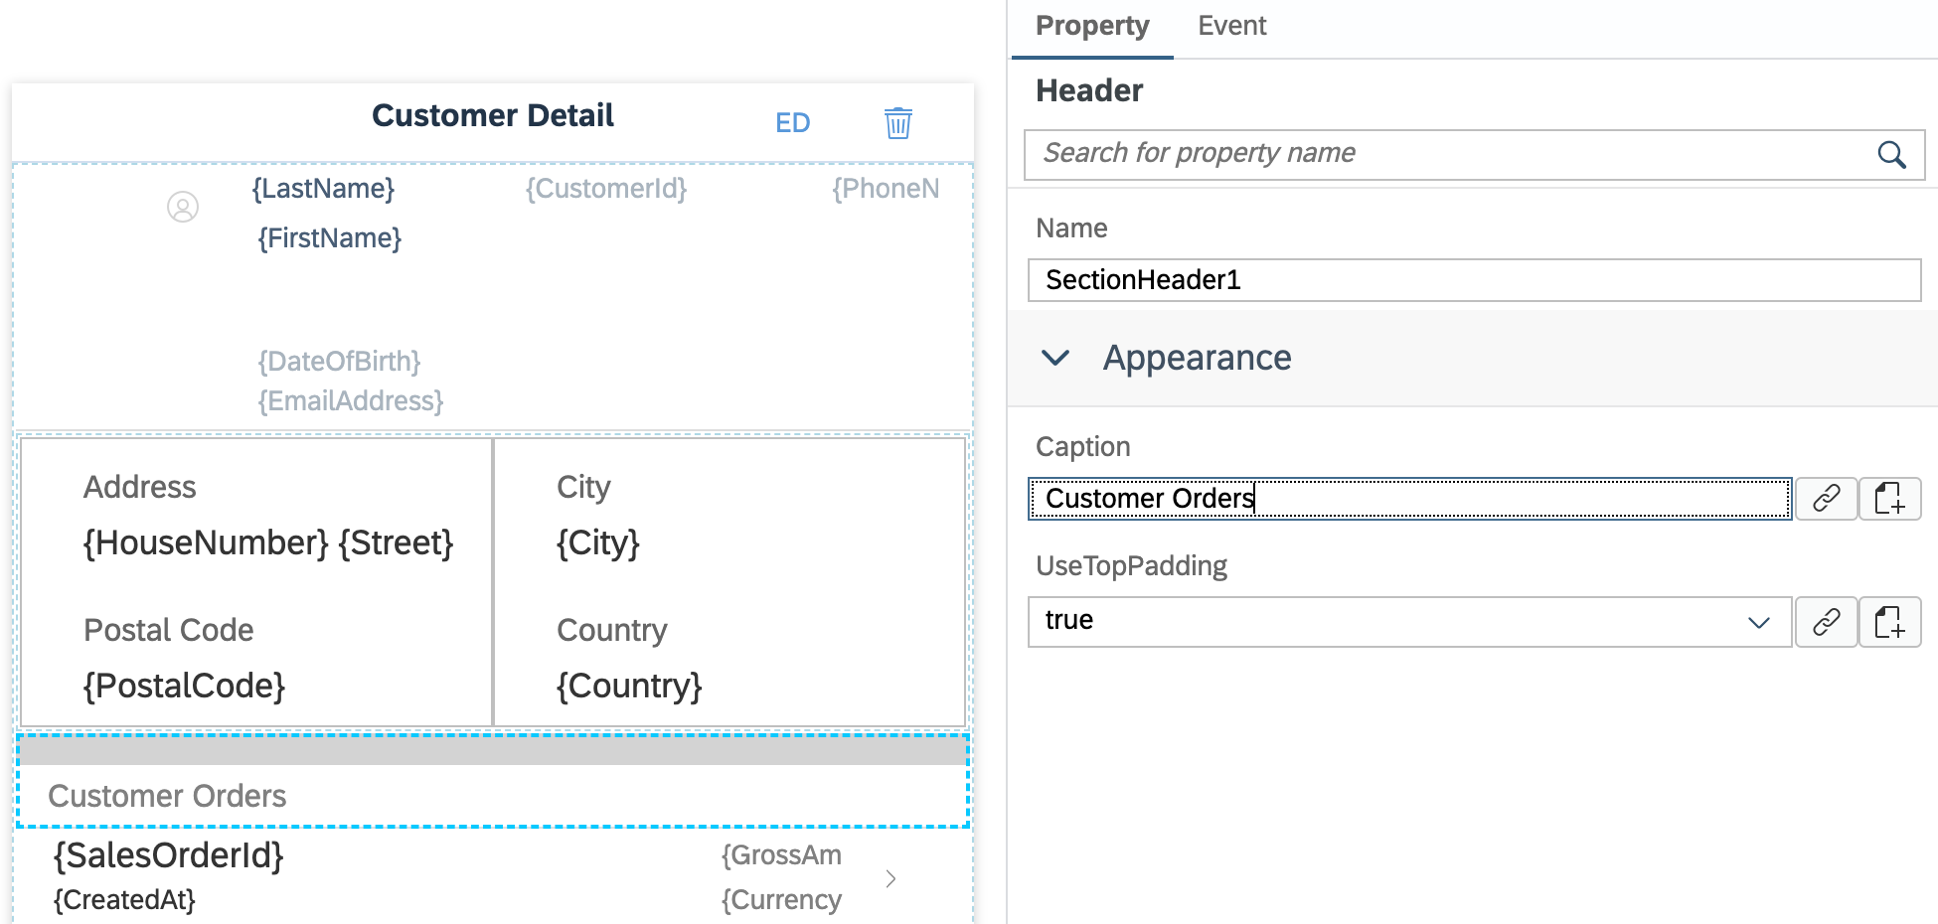 Customer Detail
ED
{LastName}
{CustomerId}
{PhoneN
{FirstName}
{DateOfBirth}
{EmailAddress}
Address
City
{HouseNumber} {Street}
{City}
Postal Code
Country
{PostalCode}
{Country}
Customer Orders
{SalesOrderId}
{GrossAm
{CreatedAt}
{Currency
Property
Event
Header
Search for property name
Name
SectionHeader1
Appearance
Caption
Customer Orders
UseTopPadding
true